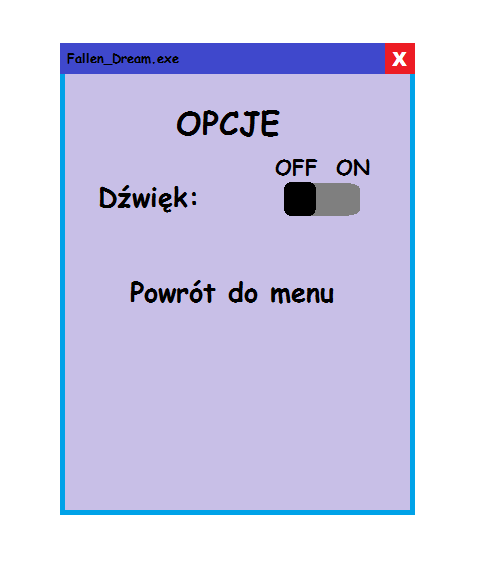 Fallen_Dream.exe X
OPCJE
OFF ON
Dźwięk:
Powrót do menu